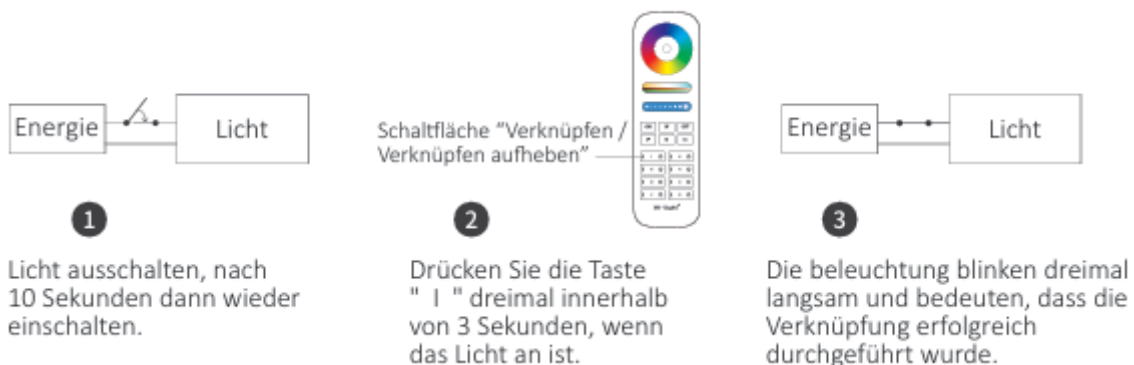 Energie
Licht
Schaltfläche "Verknüpfen /
Verknüpfen aufheben"
Energie
Licht
1
2
3
Licht ausschalten, nach
10 Sekunden dann wieder
einschalten.
Drücken Sie die Taste
" I " dreimal innerhalb
von 3 Sekunden, wenn
das Licht an ist.
Die beleuchtung blinken dreimal
langsam und bedeuten, dass die
Verknüpfung erfolgreich
durchgeführt wurde.